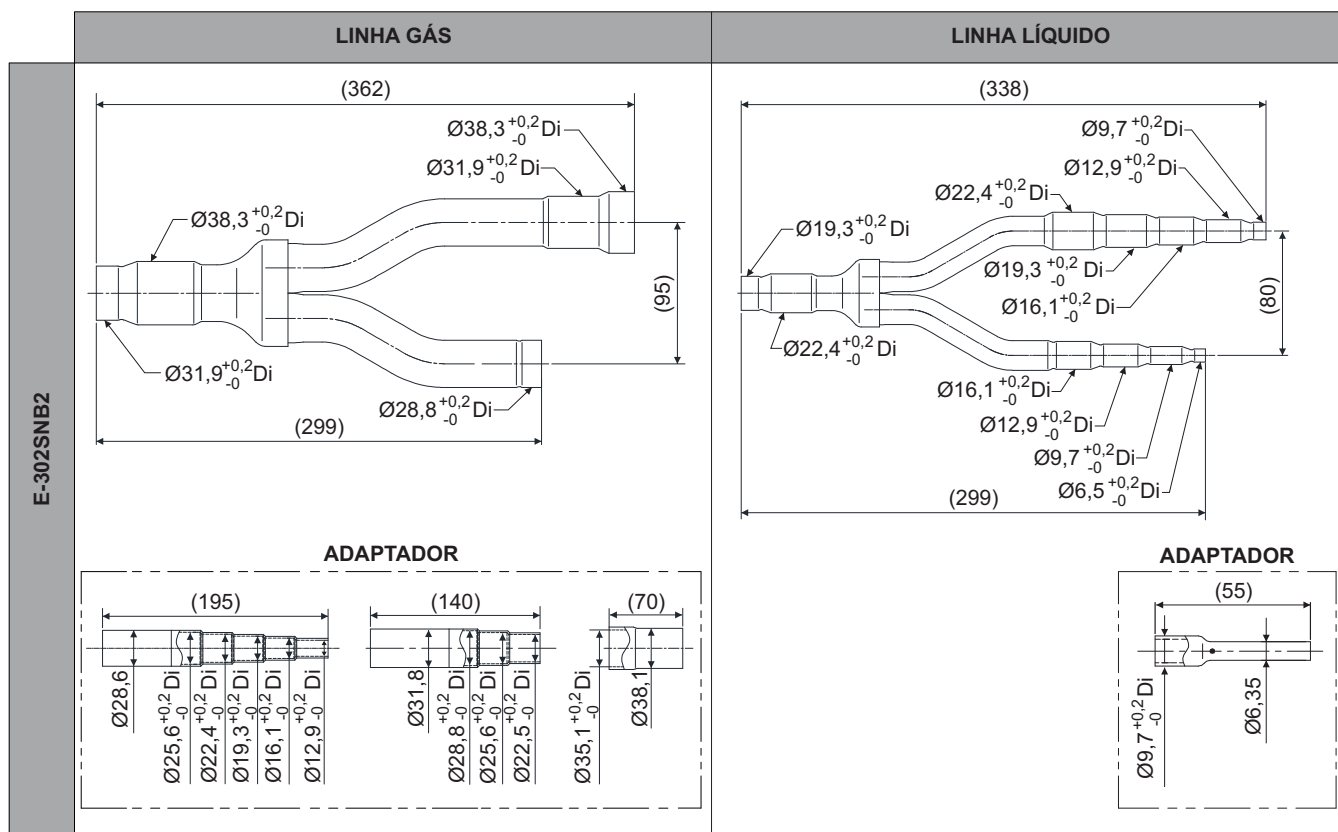 LINHA GÁS
LINHA LÍQUIDO
E-302SNB2
(362)
Ø38,3 +0,2 -0 Di
Ø31,9 +0,2 -0 Di
Ø38,3 +0,2 -0 Di
(95)
Ø31,9 +0,2 -0 Di
Ø28,8 +0,2 -0 Di
(299)
(338)
Ø9,7 +0,2 -0 Di
Ø12,9 +0,2 -0 Di
Ø22,4 +0,2 -0 Di
Ø19,3 +0,2 -0 Di
Ø19,3 +0,2 -0 Di
Ø16,1 +0,2 -0 Di
(80)
Ø22,4 +0,2 -0 Di
Ø16,1 +0,2 -0 Di
Ø12,9 +0,2 -0 Di
Ø9,7 +0,2 -0 Di
Ø6,5 +0,2 -0 Di
(299)
ADAPTADOR
(195)
Ø28,6
Ø25,6 +0,2 -0 Di
Ø22,4 +0,2 -0 Di
Ø19,3 +0,2 -0 Di
Ø16,1 +0,2 -0 Di
Ø12,9 +0,2 -0 Di
(140)
Ø31,8
Ø28,8 +0,2 -0 Di
Ø25,6 +0,2 -0 Di
Ø22,5 +0,2 -0 Di
(70)
Ø35,1 +0,2 -0 Di
Ø38,1
ADAPTADOR
(55)
Ø9,7 +0,2 -0 Di
Ø6,35